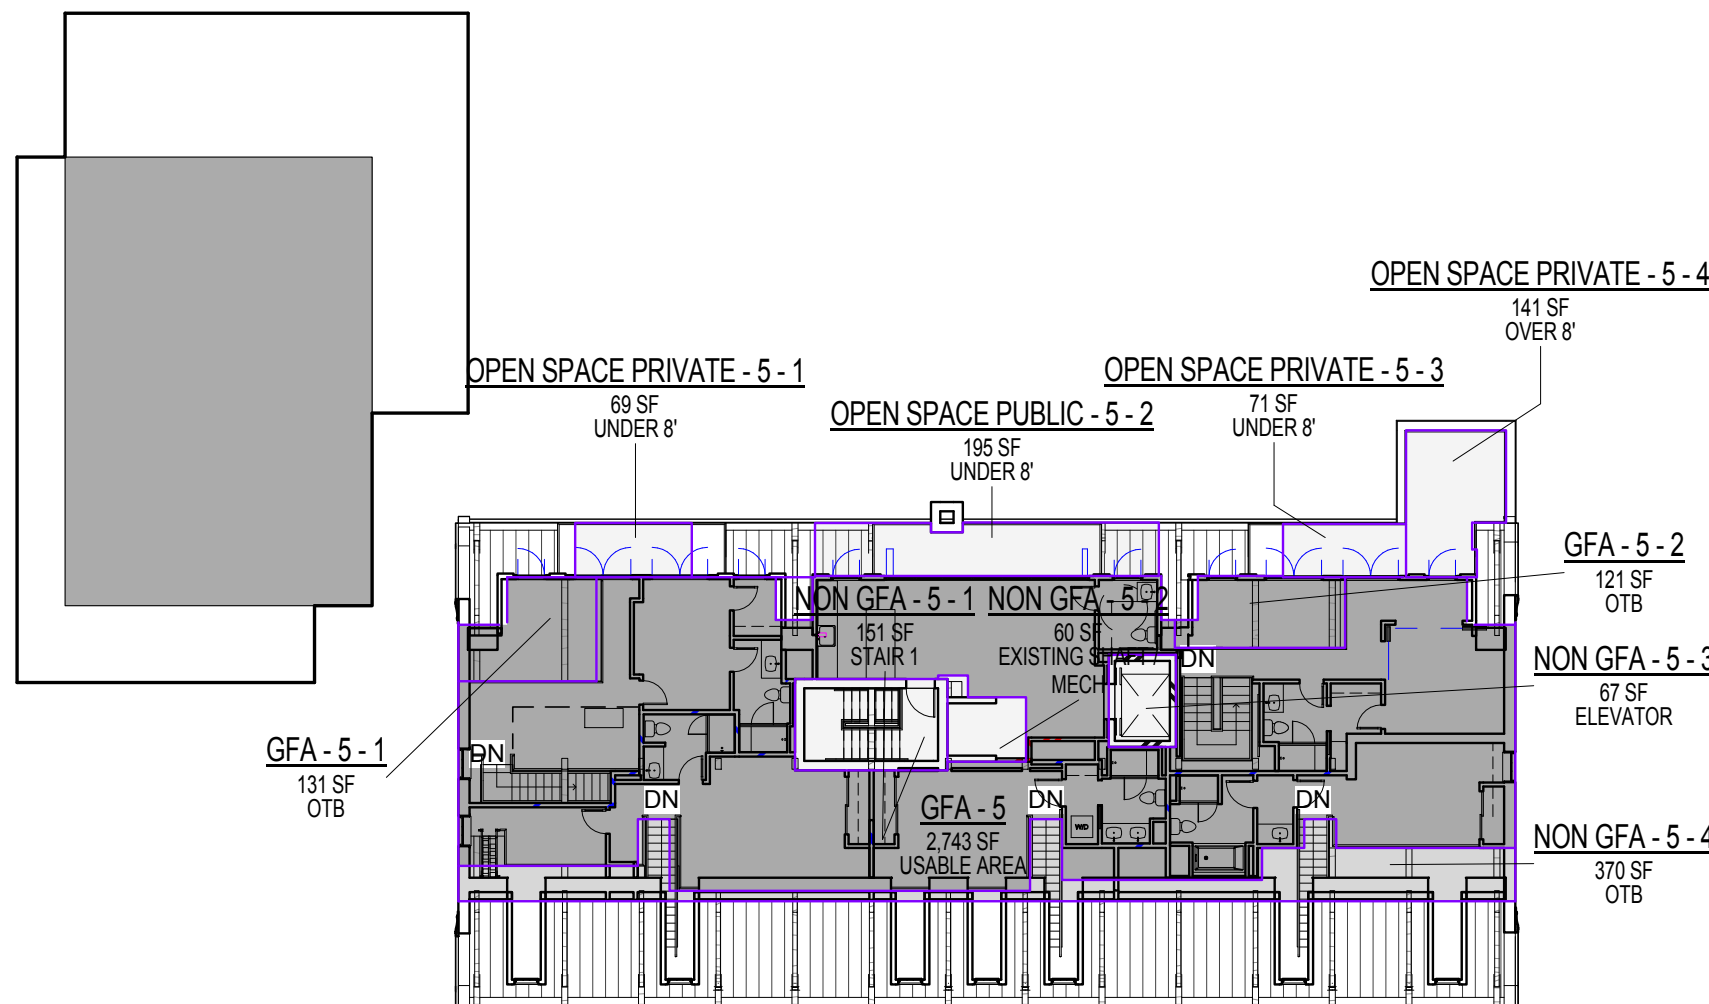 OPEN SPACE PRIVATE - 5 - 4
141 SF
OVER 8'
OPEN SPACE PRIVATE - 5 - 1
69 SF
UNDER 8'
OPEN SPACE PRIVATE - 5 - 3
71 SF
UNDER 8'
OPEN SPACE PUBLIC - 5 - 2
195 SF
UNDER 8'
GFA - 5 - 2
121 SF
OTB
NON GFA - 5 - 1
151 SF
STAIR 1
NON GFA - 5 - 2
60 SF
EXISTING
MECH
DN
NON GFA - 5 - 3
67 SF
ELEVATOR
GFA - 5 - 1
131 SF
OTB
DN
DN
GFA - 5
2,743 SF
USABLE AREA
DN
W/D
DN
NON GFA - 5 - 4
370 SF
OTB